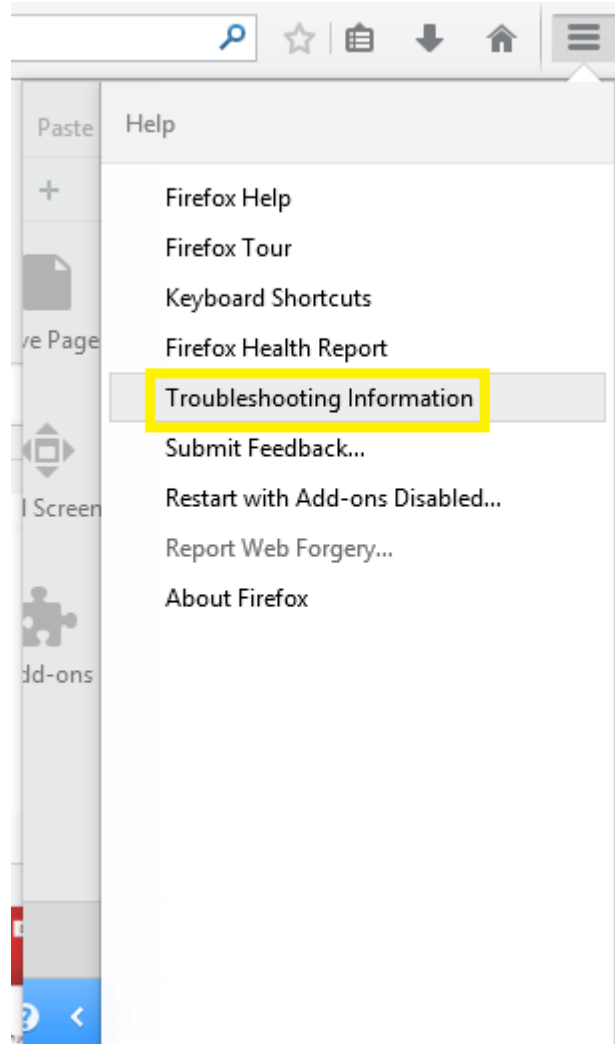 Paste
Help
+
Firefox Help
Firefox Tour
Keyboard Shortcuts
ve Page
Firefox Health Report
Troubleshooting Information
Submit Feedback...
l Screen
Restart with Add-ons Disabled...
Report Web Forgery...
About Firefox
dd-ons
?